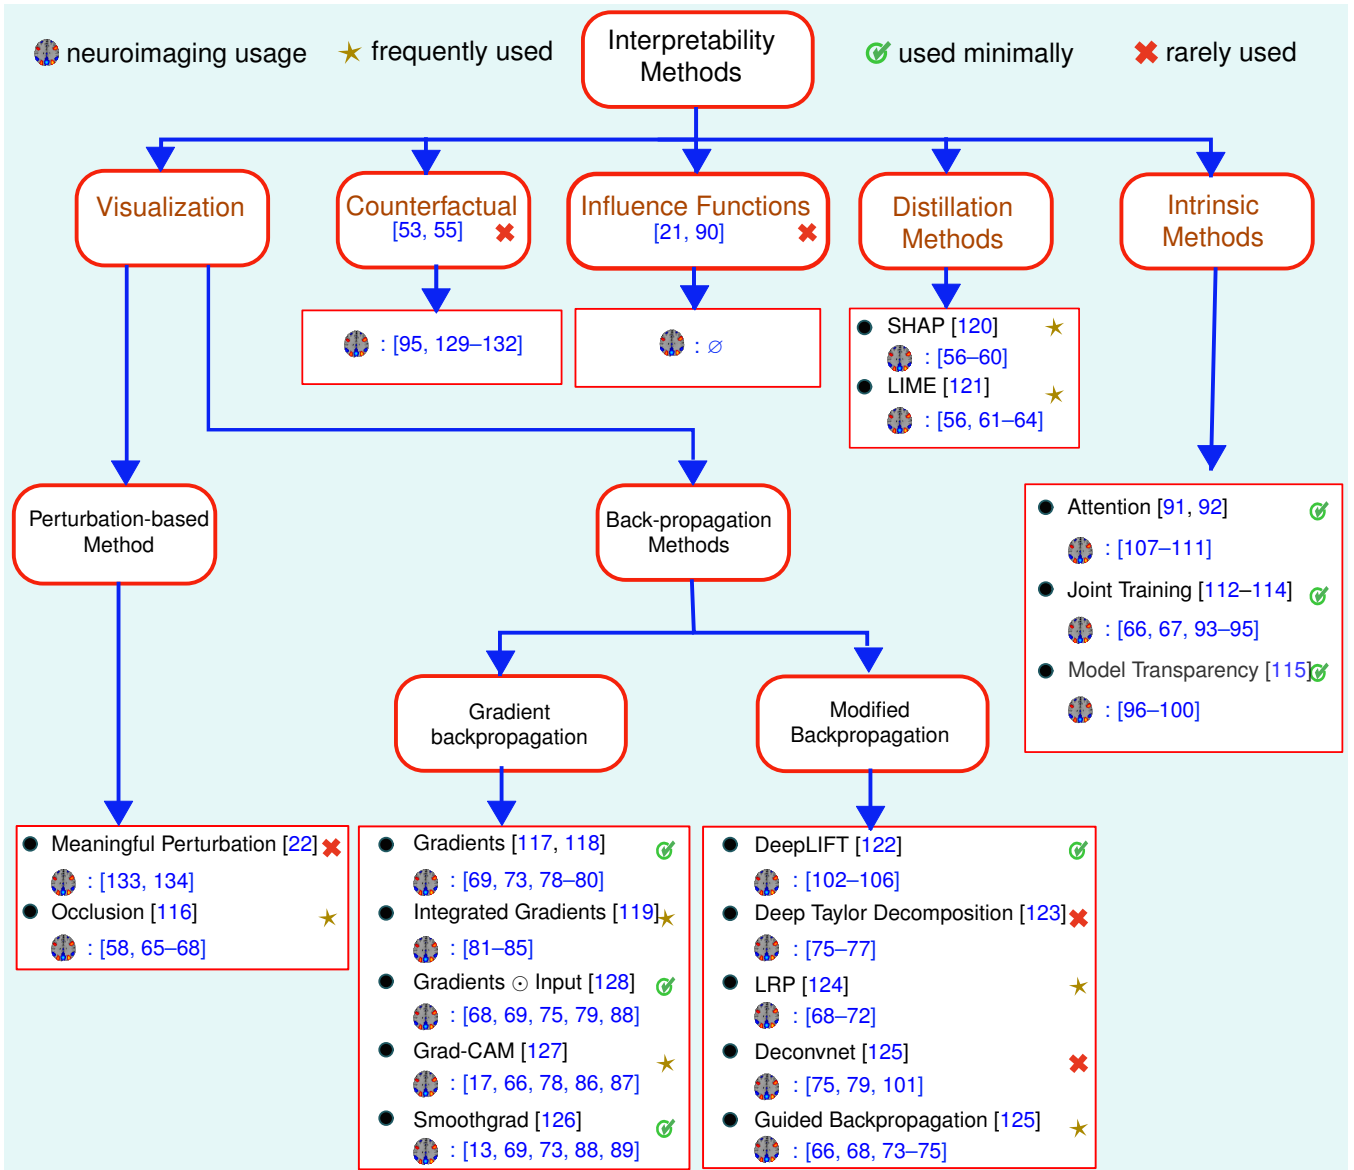 neuroimaging usage
frequently used
Interpretability
Methods
used minimally
rarely used
Visualization
Counterfactual
[53, 55]
Influence Functions
[21, 90]
Distillation
Methods
Intrinsic
Methods
: [95, 129–132]
: ∅
SHAP [120]
: [56–60]
LIME [121]
: [56, 61–64]
Perturbation-based
Method
Back-propagation
Methods
Attention [91, 92]
: [107–111]
Joint Training [112–114]
: [66, 67, 93–95]
Model Transparency [115]
: [96–100]
Gradient
backpropagation
Modified
Backpropagation
Meaningful Perturbation [22]
: [133, 134]
Occlusion [116]
: [58, 65–68]
Gradients [117, 118]
: [69, 73, 78–80]
Integrated Gradients [119]
: [81–85]
Gradients ⊙ Input [128]
: [68, 69, 75, 79, 88]
Grad-CAM [127]
: [17, 66, 78, 86, 87]
Smoothgrad [126]
: [13, 69, 73, 88, 89]
DeepLIFT [122]
: [102–106]
Deep Taylor Decomposition [123]
: [75–77]
LRP [124]
: [68–72]
Deconvnet [125]
: [75, 79, 101]
Guided Backpropagation [125]
: [66, 68, 73–75]